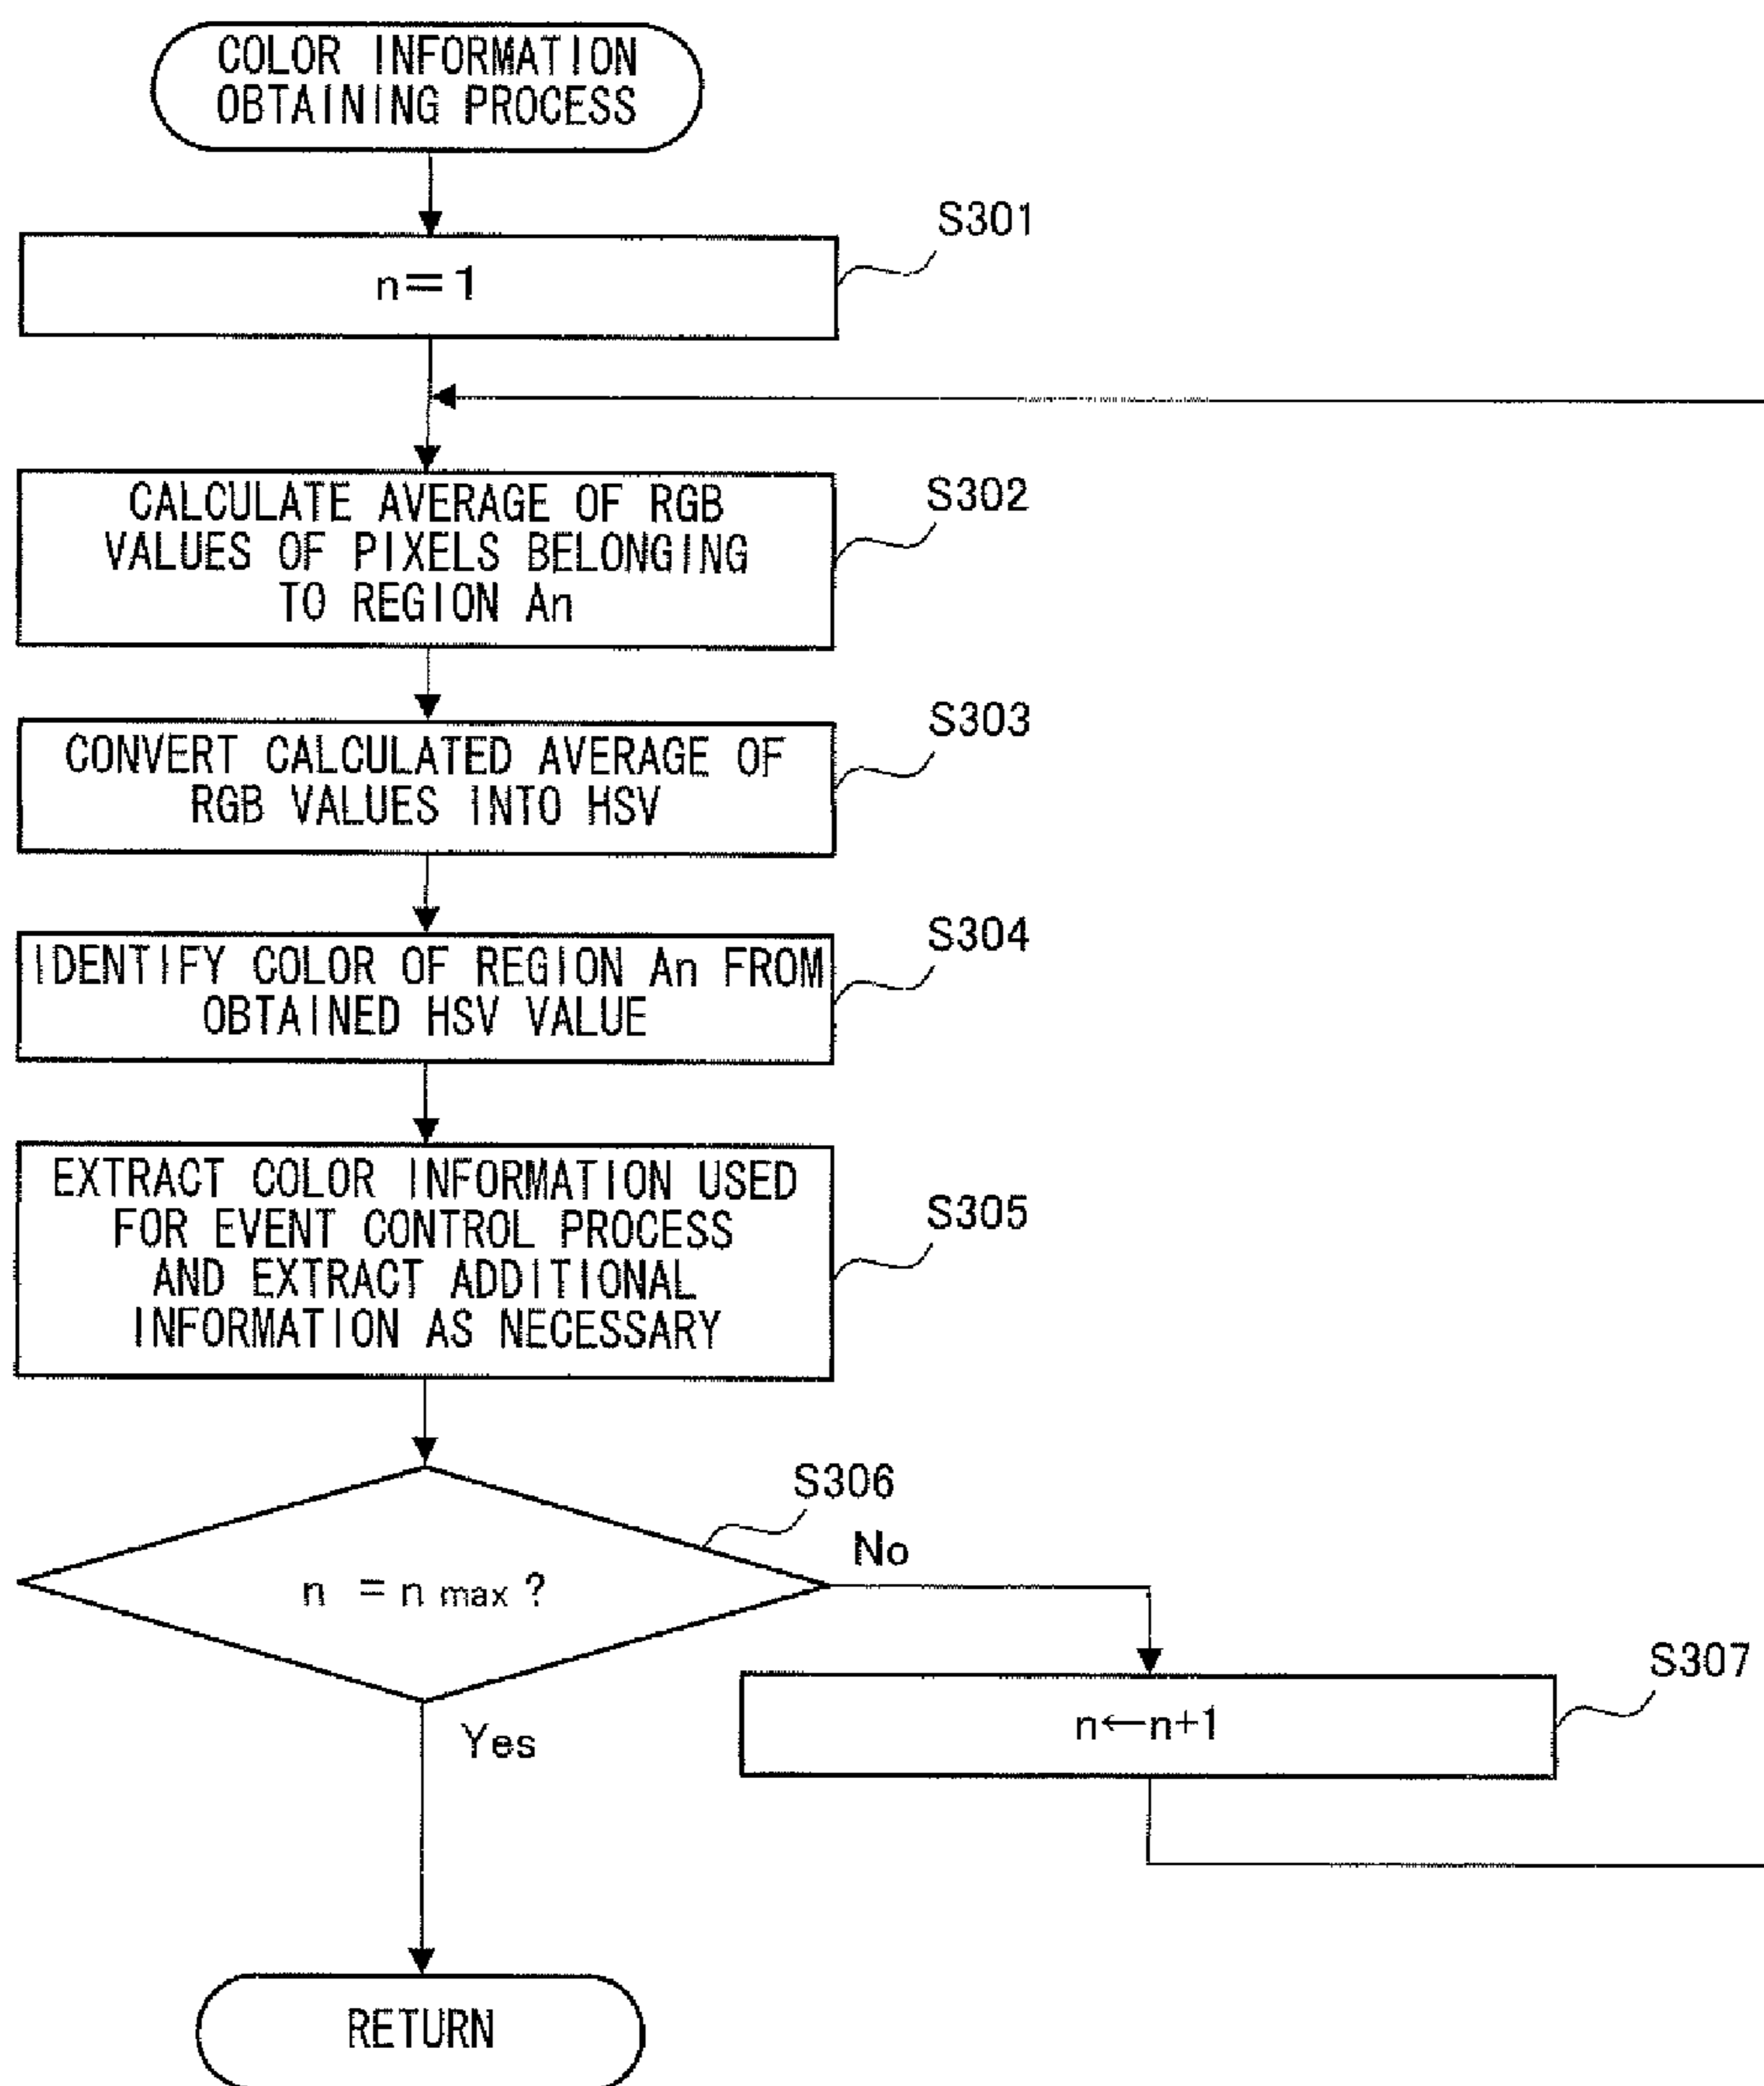 COLOR INFORMATION
OBTAINING PROCESS
S301
n=1
S302
CALCULATE AVERAGE OF RGB
VALUES OF PIXELS BELONGING
TO REGION An
S303
CONVERT CALCULATED AVERAGE OF
RGB VALUES INTO HSV
S304
IDENTIFY COLOR OF REGION An FROM
OBTAINED HSV VALUE
S305
EXTRACT COLOR INFORMATION USED
FOR EVENT CONTROL PROCESS
AND EXTRACT ADDITIONAL
INFORMATION AS NECESSARY
S306
n = n max ?
No
S307
n←n+1
Yes
RETURN